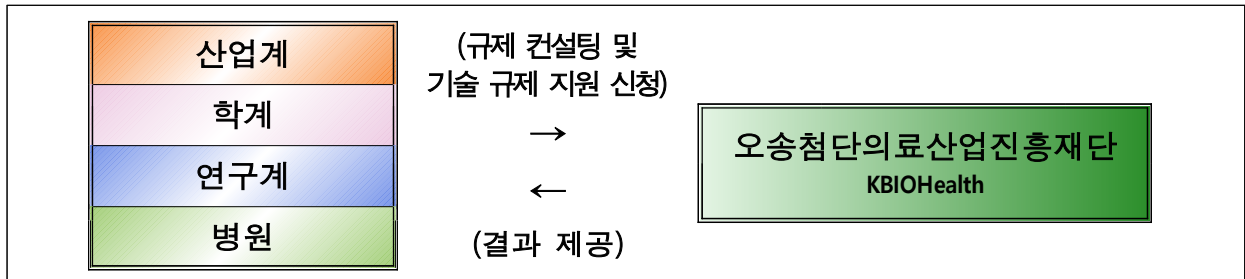 산업계
학계
연구계
병원
(규제 컨설팅 및
기술 규제 지원 신청)
→
←
(결과 제공)
오송첨단의료산업진흥재단
KBIOHealth